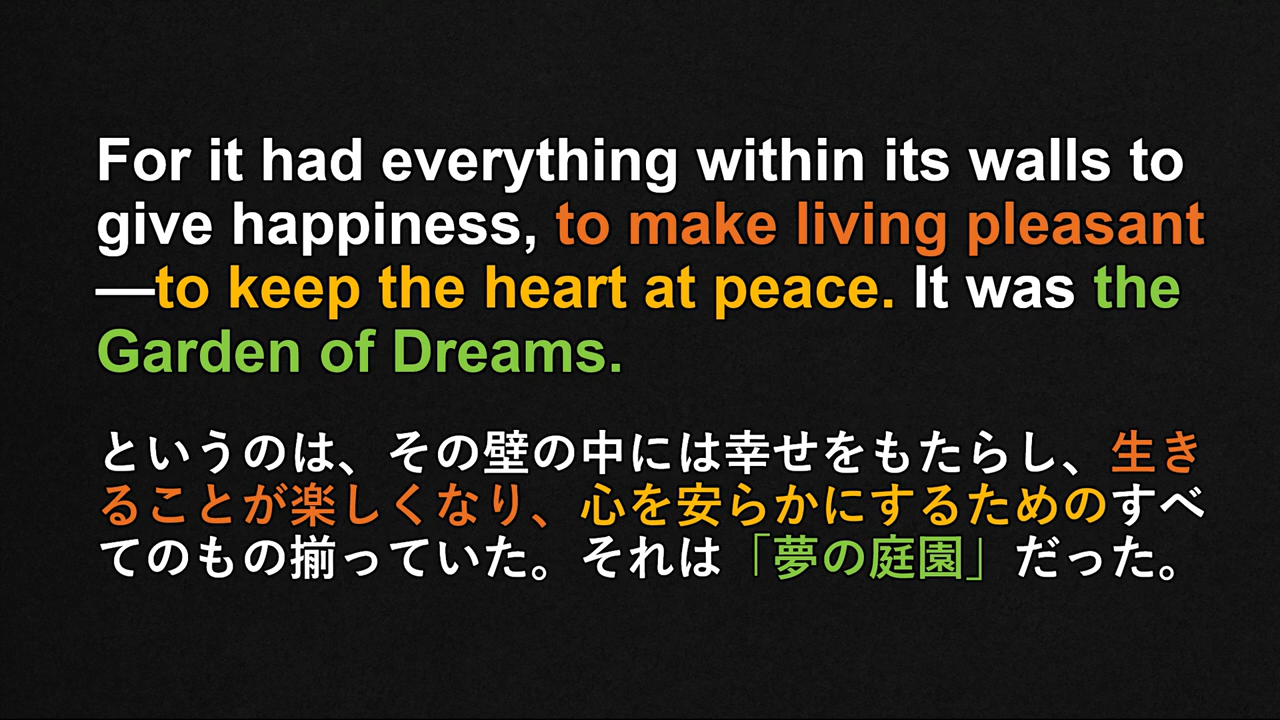 For it had everything within its walls to
give happiness, to make living pleasant
—to keep the heart at peace. It was the
Garden of Dreams.
というのは、その壁の中には幸せをもたらし、生き
ることが楽しくなり、心を安らかにするためのすべ
てのもの揃っていた。それは「夢の庭園」だった。